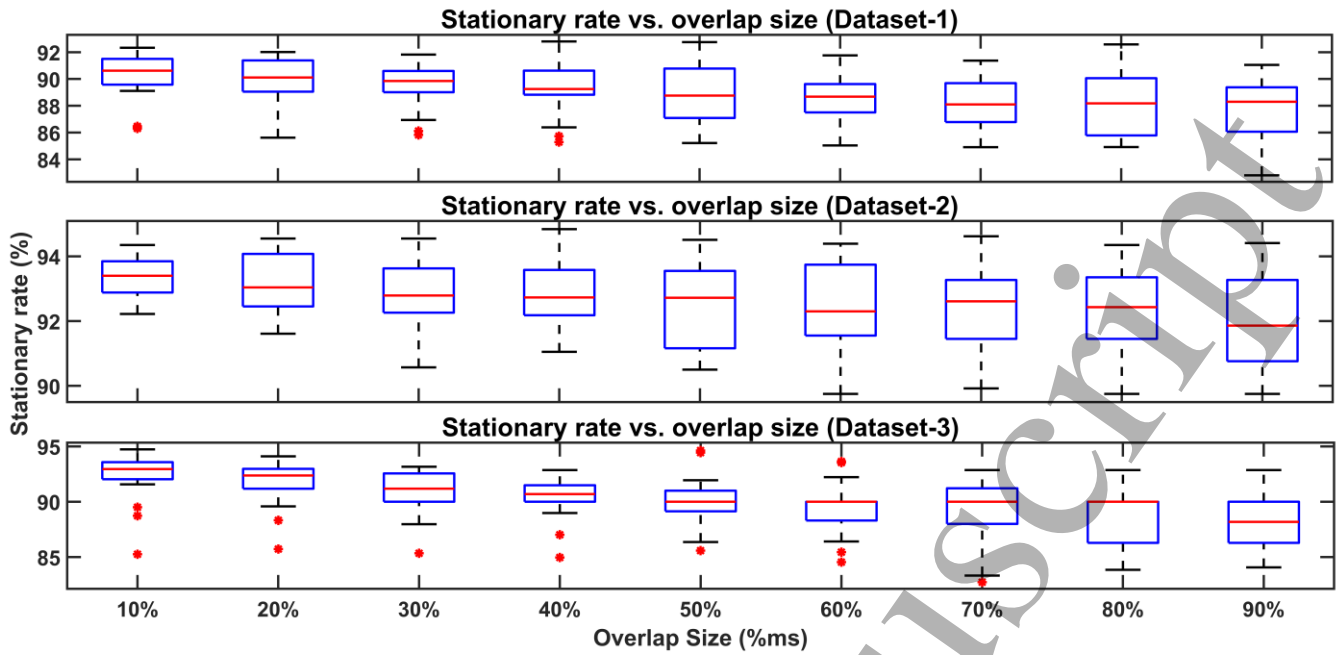 Stationary rate vs. overlap size (Dataset-1)
92
90
88
86
84
Stationary rate vs. overlap size (Dataset-2)
94
92
90
Stationary rate (%)
Stationary rate vs. overlap size (Dataset-3)
95
90
85
10% 20% 30% 40% 50% 60% 70% 80% 90%
Overlap Size (%ms)
uscript